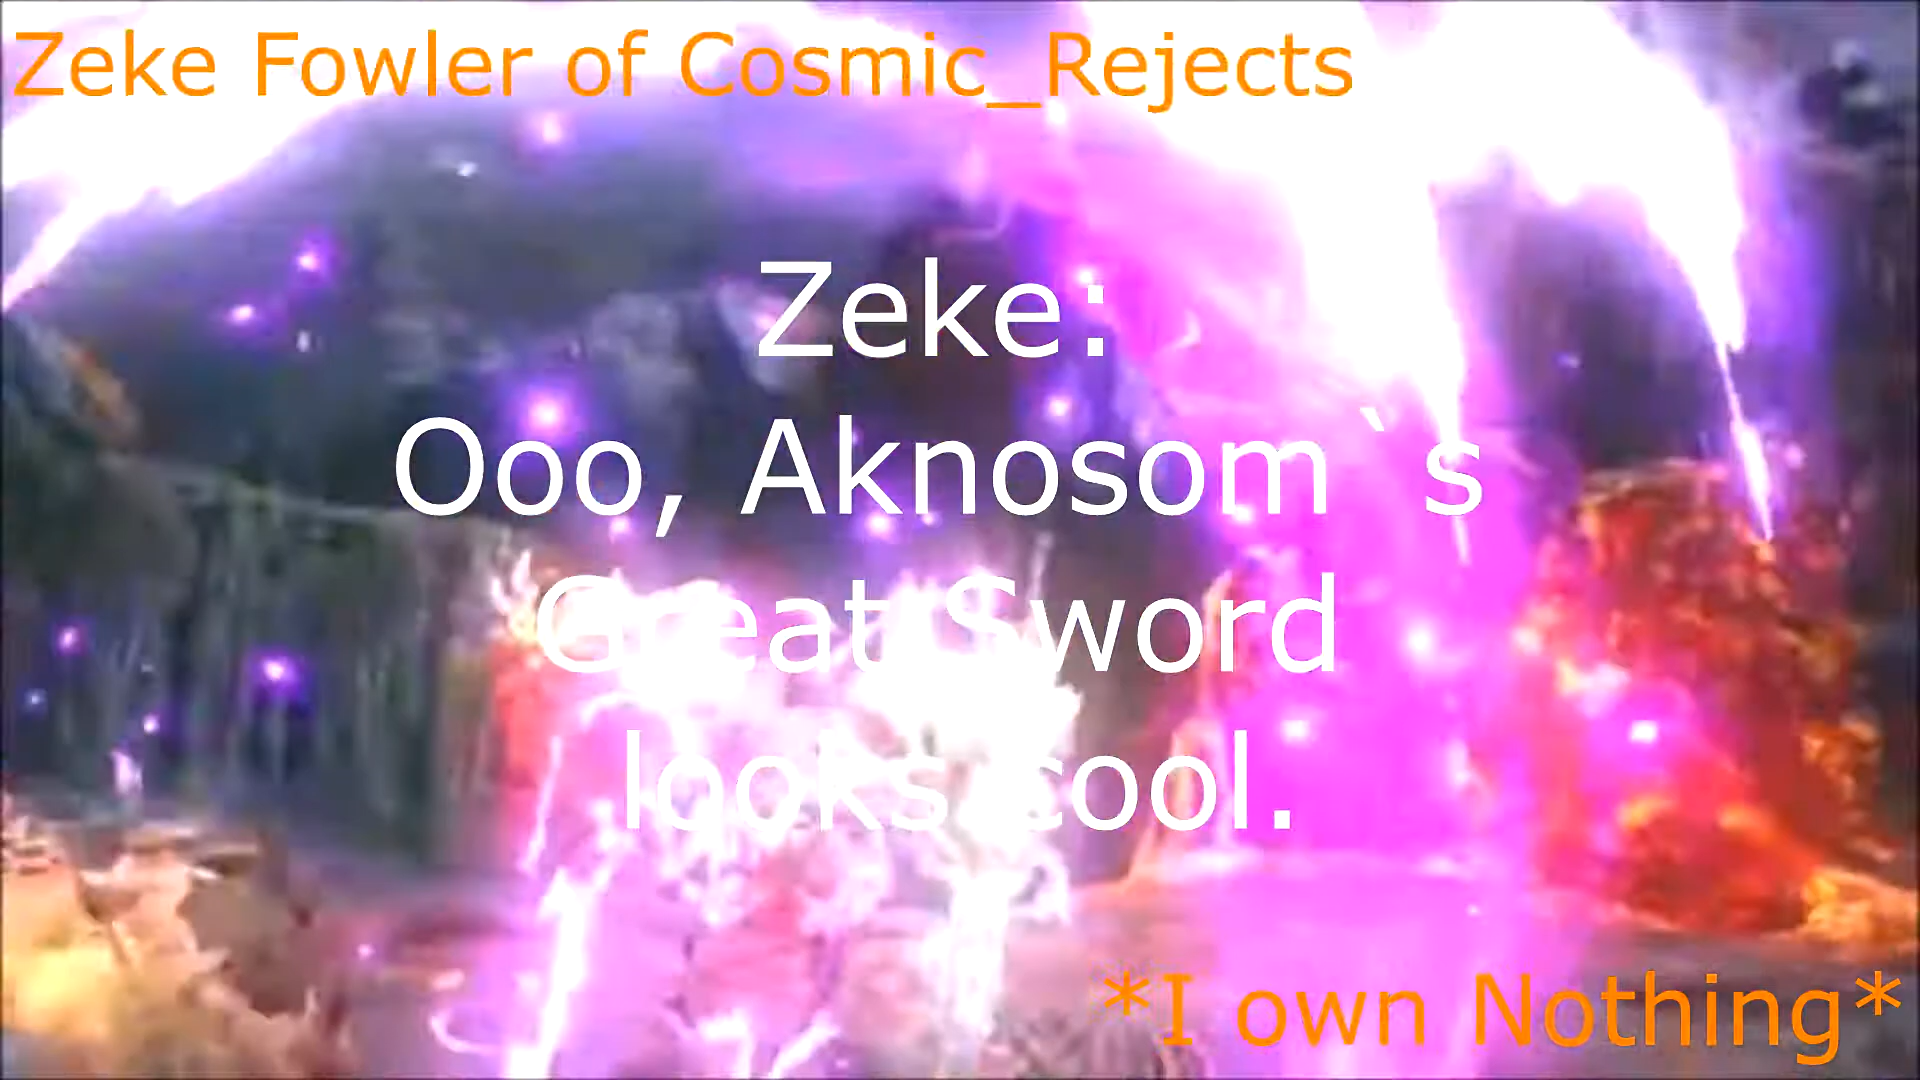 Zeke Fowler of Cosmic_Rejects
Zeke:
Ooo, Aknosom`s
Great Sword
looks cool.
*I own Nothing*